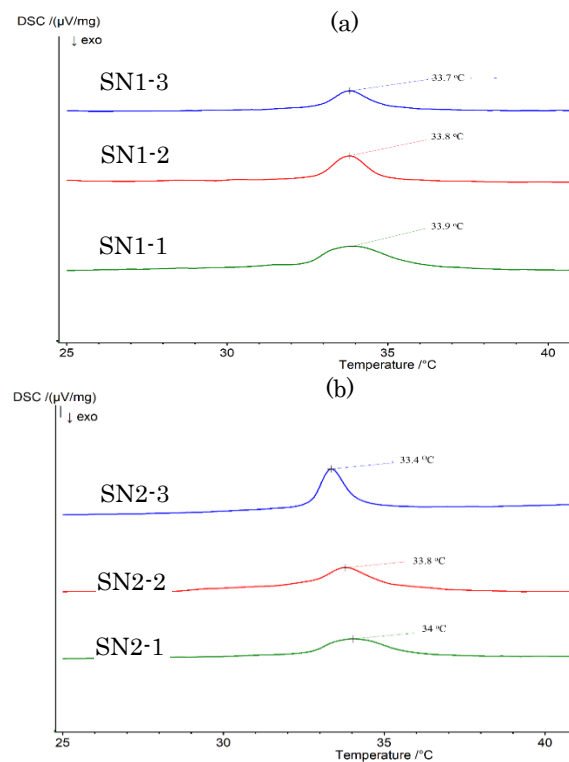 (a)
DSC /(μV/mg)
↓ exo
SN1-3
33.7 °C
SN1-2
33.8 °C
SN1-1
33.9 °C
25 30 35 40
Temperature /°C
(b)
DSC /(μV/mg)
↓ exo
SN2-3
33.4 °C
SN2-2
33.8 °C
SN2-1
34 °C
25 30 35 40
Temperature /°C